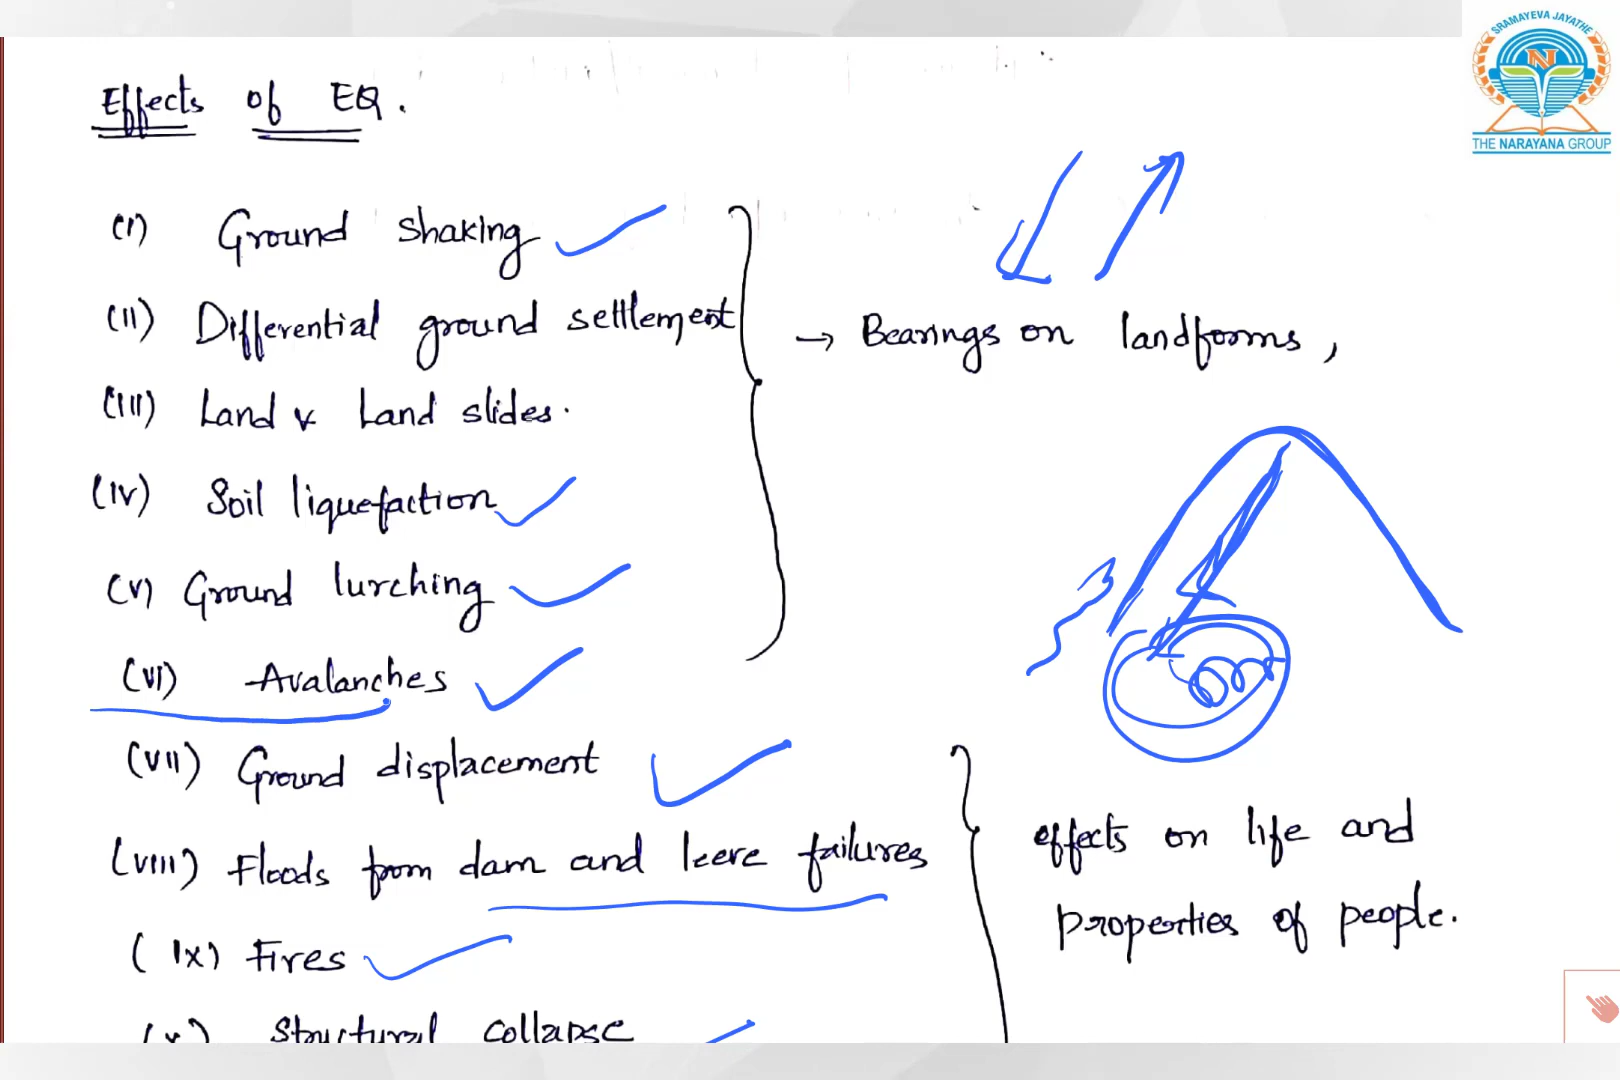 SRAMAYEVA JAYATHE
N
THE NARAYANA GROUP
Effects of EQ.
(I) Ground shaking
(II) Differential ground settlement
(III) Land & Land slides.
(IV) Soil liquefaction
(V) Ground lurching
(VI) Avalanches
→ Bearings on landforms,
(VII) Ground displacement
(VIII) Floods from dam and leere failures
(IX) Fires
(X) Structural collapse
effects on life and
properties of people.